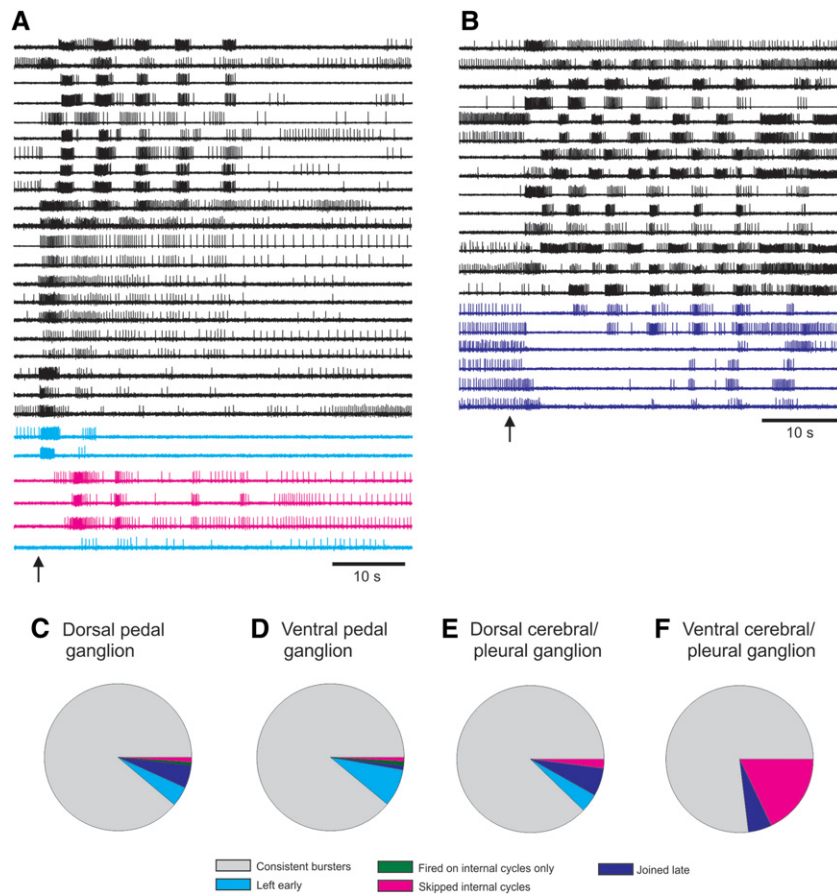 A
B
10 s
10 s
C Dorsal pedal
ganglion
D Ventral pedal
ganglion
E Dorsal cerebral/
pleural ganglion
F Ventral cerebral/
pleural ganglion
Consistent bursters
Fired on internal cycles only
Joined late
Left early
Skipped internal cycles